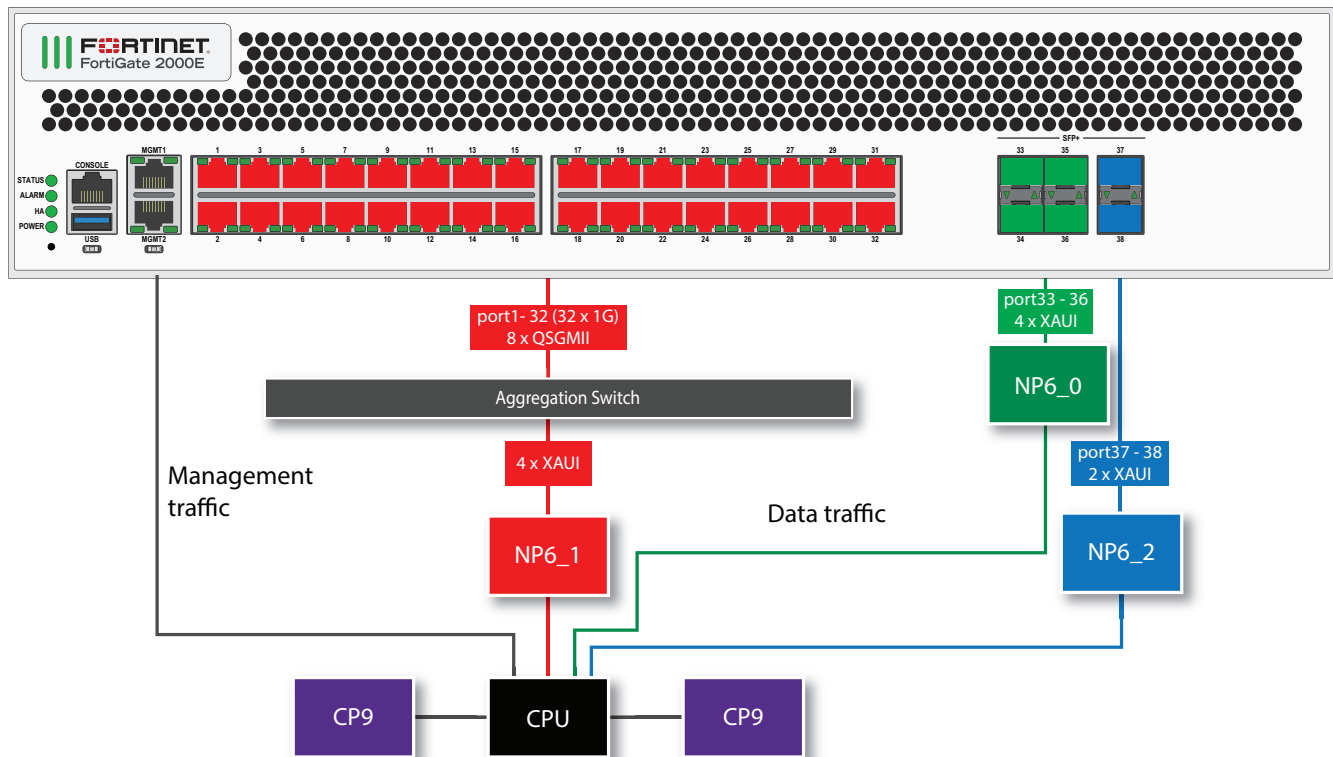 FORTINET
FortiGate 2000E
SFP+
CONSOLE
MGMT1
1 3 5 7 9 11 13 15
17 19 21 23 25 27 29 31
33 35 37
STATUS
ALARM
HA
POWER
USB
MGMT2
2 4 6 8 10 12 14 16
18 20 22 24 26 28 30 32
34 36 38
port1- 32 (32 x 1G)
8 x QSGMII
port33 - 36
4 x XAUI
Aggregation Switch
NP6_0
4 x XAUI
port37 - 38
2 x XAUI
Management
traffic
Data traffic
NP6_1
NP6_2
CP9
CPU
CP9